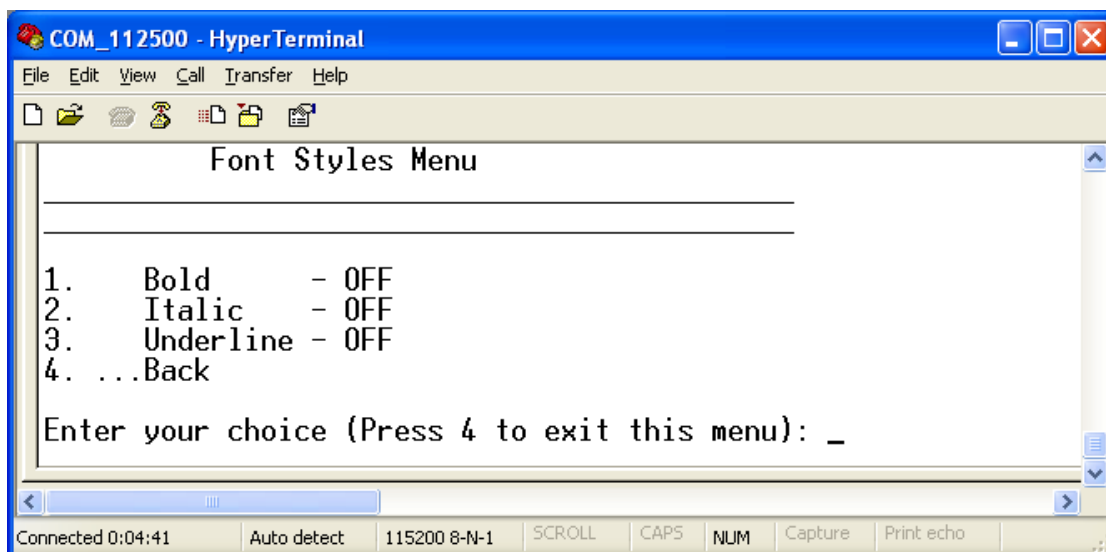 COM_112500 - HyperTerminal
File Edit View Call Transfer Help
Font Styles Menu
1. Bold - OFF
2. Italic - OFF
3. Underline - OFF
4. ...Back
Enter your choice (Press 4 to exit this menu): _
Connected 0:04:41 Auto detect 115200 8-N-1 SCROLL CAPS NUM Capture Print echo